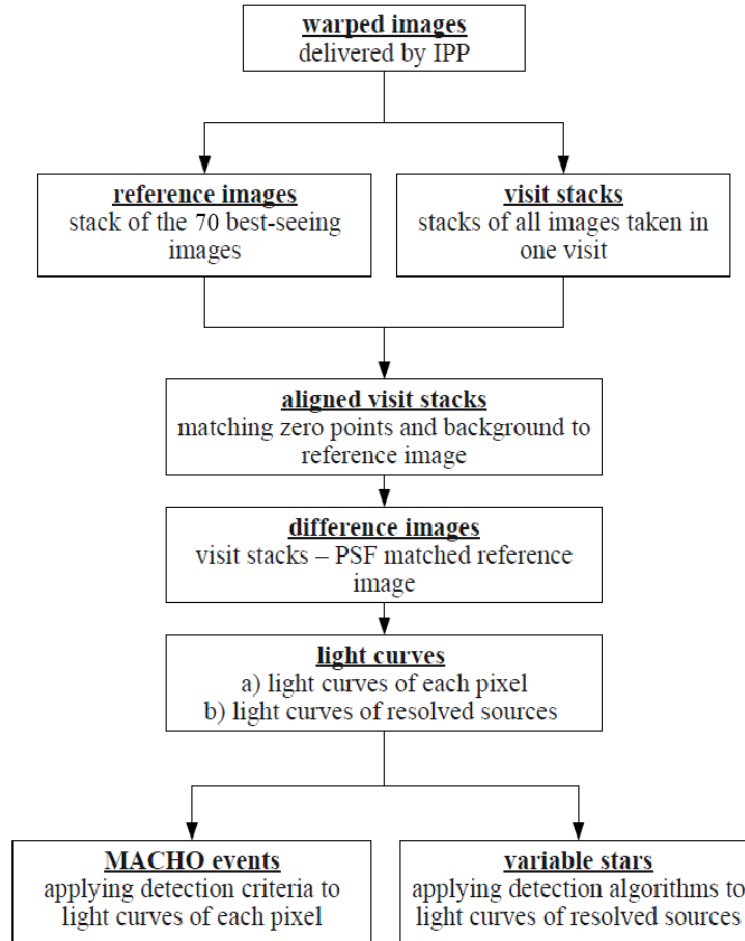 warped images
delivered by IPP
reference images
stack of the 70 best-seeing
images
visit stacks
stacks of all images taken in
one visit
aligned visit stacks
matching zero points and background to
reference image
difference images
visit stacks – PSF matched reference
image
light curves
a) light curves of each pixel
b) light curves of resolved sources
MACHO events
applying detection criteria to
light curves of each pixel
variable stars
applying detection algorithms to
light curves of resolved sources